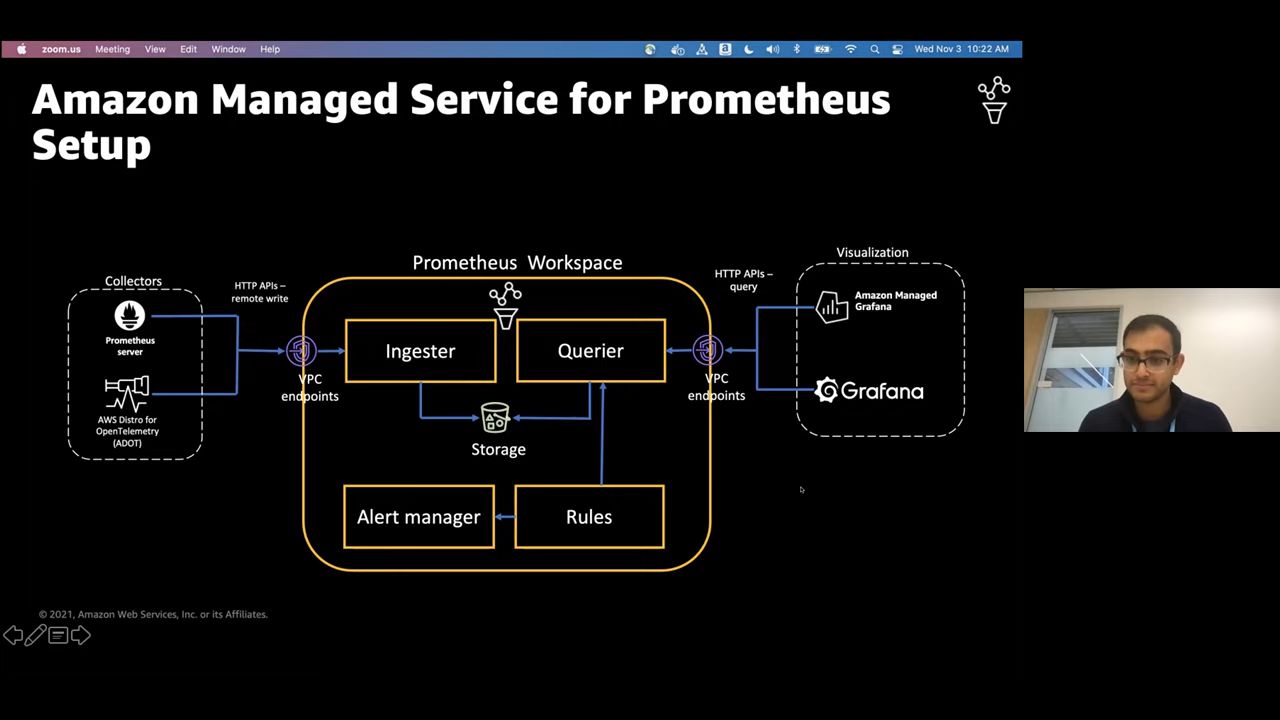 zoom.us Meeting View Edit Window Help
Wed Nov 3 10:22 AM
Amazon Managed Service for Prometheus
Setup
Collectors
Prometheus
server
AWS Distro for
OpenTelemetry
(ADOT)
HTTP APIs –
remote write
VPC
endpoints
Prometheus Workspace
Ingester
Querier
Storage
Alert manager
Rules
HTTP APIs –
query
VPC
endpoints
Visualization
Amazon Managed
Grafana
Grafana
© 2021, Amazon Web Services, Inc. or its Affiliates.